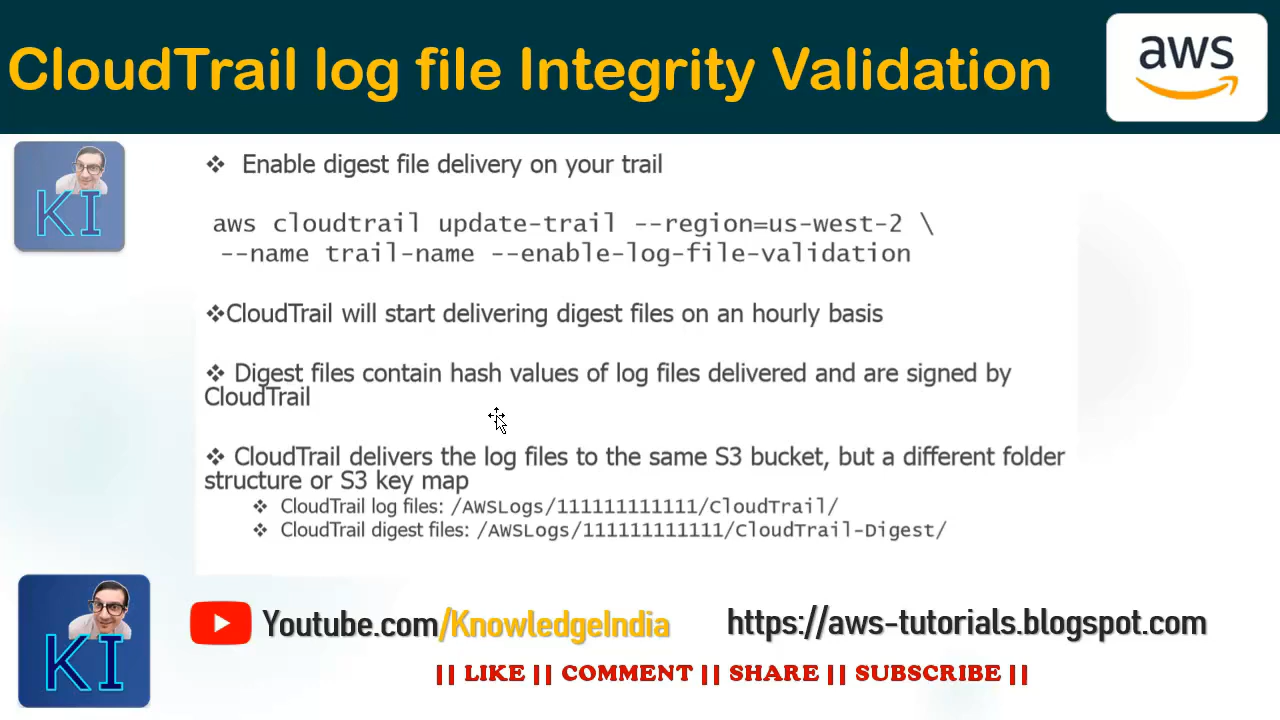 CloudTrail log file Integrity Validation
aws
KI
❖ Enable digest file delivery on your trail
aws cloudtrail update-trail --region=us-west-2 \
--name trail-name --enable-log-file-validation
❖CloudTrail will start delivering digest files on an hourly basis
❖ Digest files contain hash values of log files delivered and are signed by
CloudTrail
❖ CloudTrail delivers the log files to the same S3 bucket, but a different folder
structure or S3 key map
❖ CloudTrail log files: /AWSLogs/111111111111/CloudTrail/
❖ CloudTrail digest files: /AWSLogs/111111111111/CloudTrail-Digest/
KI
Youtube.com/KnowledgeIndia
https://aws-tutorials.blogspot.com
|| LIKE || COMMENT || SHARE || SUBSCRIBE ||